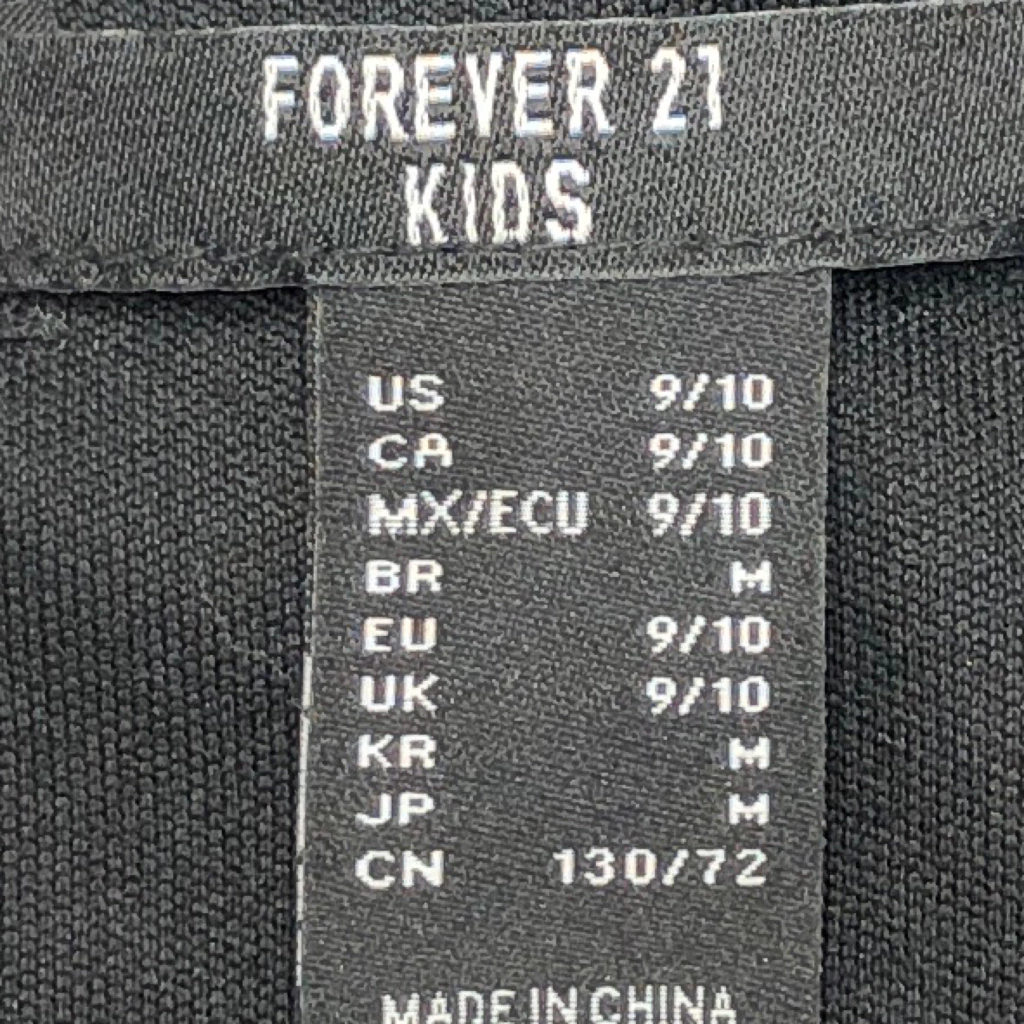 FOREVER 21
KIDS
US 9/10
CA 9/10
MX/ECU 9/10
BR M
EU 9/10
UK 9/10
KR M
JP M
CN 130/72
MADE IN CHINA